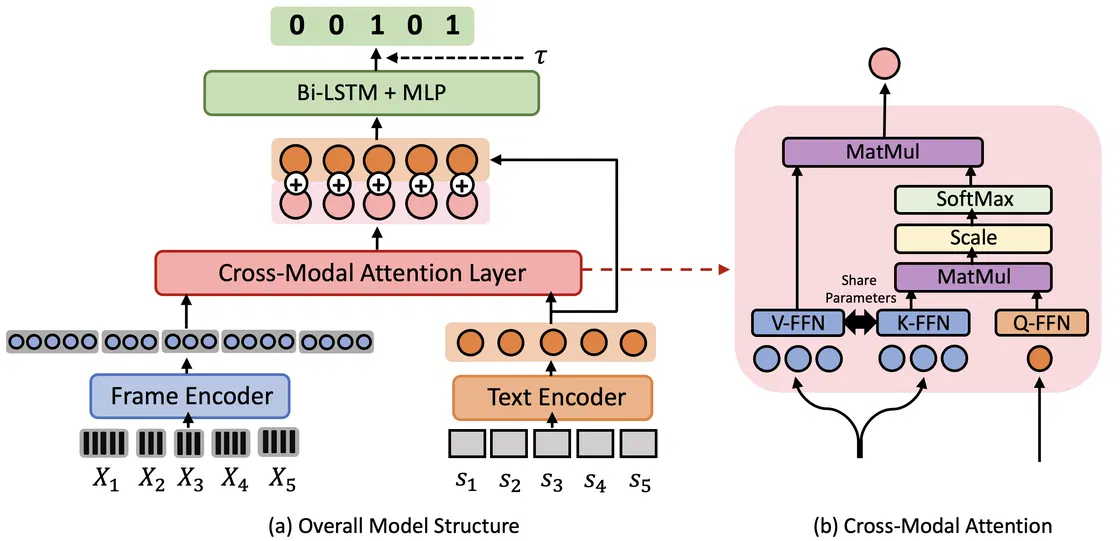 0 0 1 0 1
τ
Bi-LSTM + MLP
+ + + + +
Cross-Modal Attention Layer
Frame Encoder
Text Encoder
X₁ X₂ X₃ X₄ X₅
s₁ s₂ s₃ s₄ s₅
(a) Overall Model Structure
MatMul
SoftMax
Scale
MatMul
Share
Parameters
V-FFN
K-FFN
Q-FFN
(b) Cross-Modal Attention